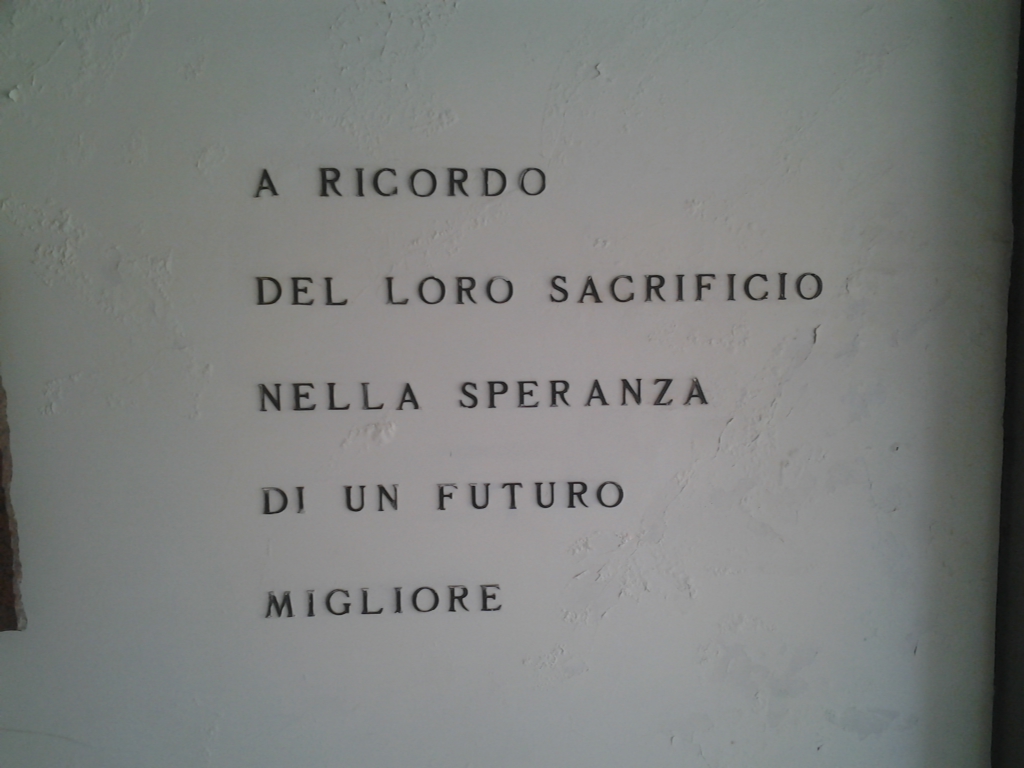 A RICORDO
DEL LORO SACRIFICIO
NELLA SPERANZA
DI UN FUTURO
MIGLIORE